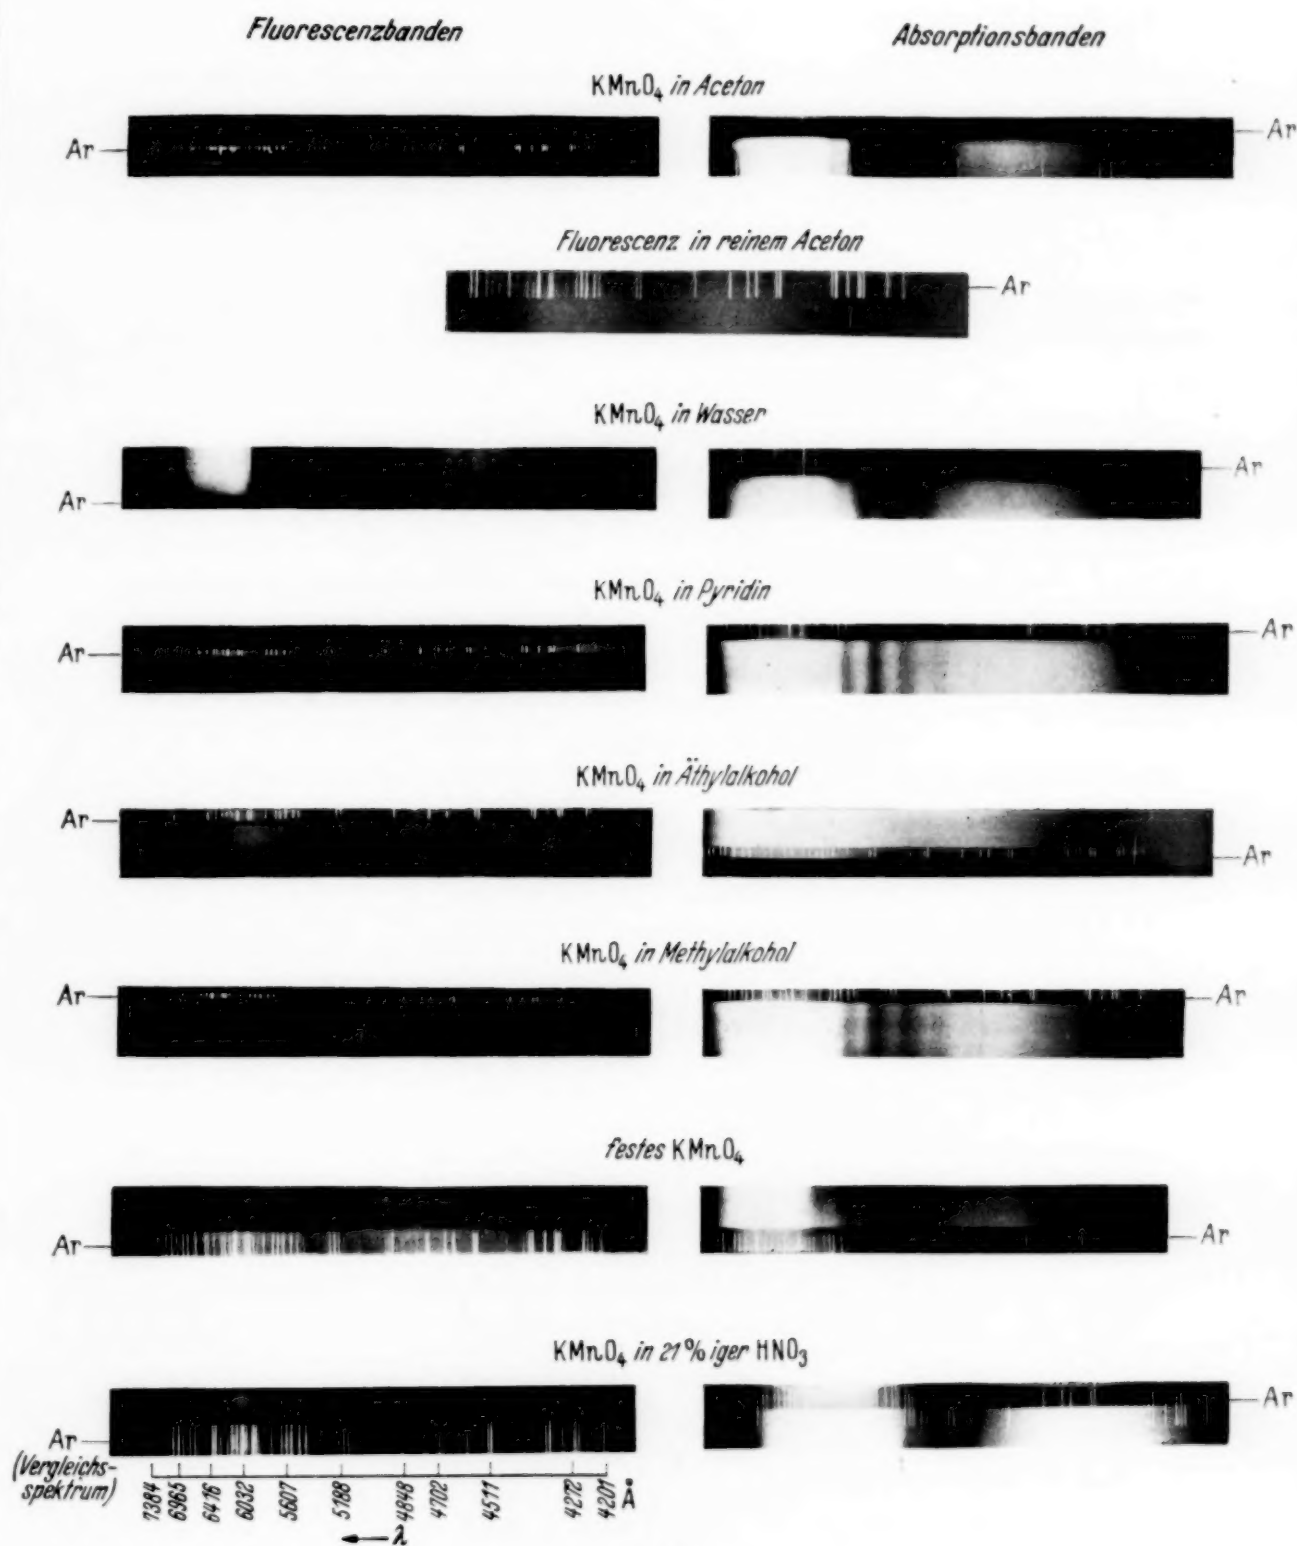 Fluorescenzbanden
Absorptionsbanden
KMnO₄ in Aceton
Ar
Ar
Fluorescenz in reinem Aceton
Ar
KMnO₄ in Wasser
Ar
Ar
KMnO₄ in Pyridin
Ar
Ar
KMnO₄ in Äthylalkohol
Ar
Ar
KMnO₄ in Methylalkohol
Ar
Ar
festes KMnO₄
Ar
Ar
KMnO₄ in 21%iger HNO₃
Ar
Ar
(Vergleichs-
spektrum)
7384 6965 6416 6032 5607 5188 4848 4702 4511 4272 4201 Å
← λ